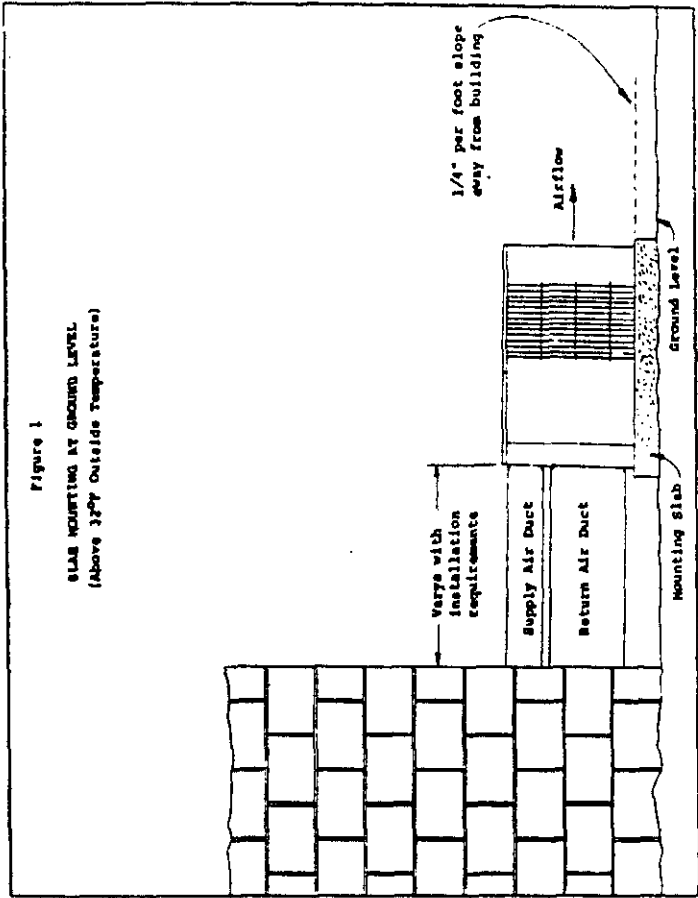 Figure 1
SLAB MOUNTING AT GROUND LEVEL
(Above 32°F Outside Temperature)
1/4" per foot slope
away from building
Airflow
Varys with
installation
requirements
Supply Air Duct
Return Air Duct
Mounting Slab
Ground Level